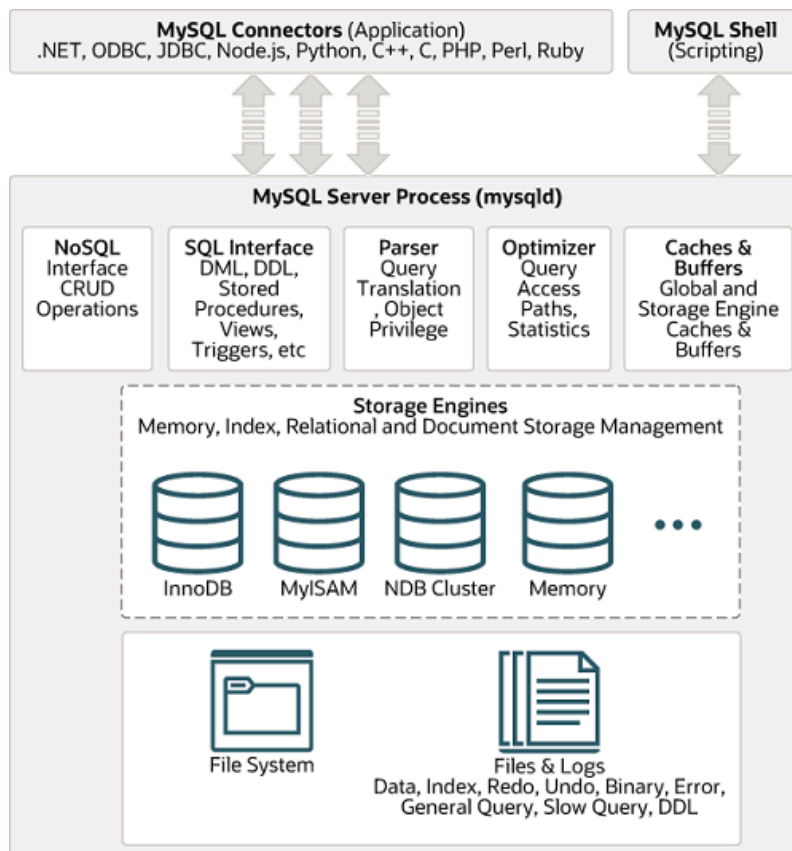 MySQL Connectors (Application)
.NET, ODBC, JDBC, Node.js, Python, C++, C, PHP, Perl, Ruby
MySQL Shell
(Scripting)
MySQL Server Process (mysqld)
NoSQL
Interface
CRUD
Operations
SQL Interface
DML, DDL,
Stored
Procedures,
Views,
Triggers, etc
Parser
Query
Translation
, Object
Privilege
Optimizer
Query
Access
Paths,
Statistics
Caches &
Buffers
Global and
Storage Engine
Caches &
Buffers
Storage Engines
Memory, Index, Relational and Document Storage Management
InnoDB
MyISAM
NDB Cluster
Memory
File System
Files & Logs
Data, Index, Redo, Undo, Binary, Error,
General Query, Slow Query, DDL